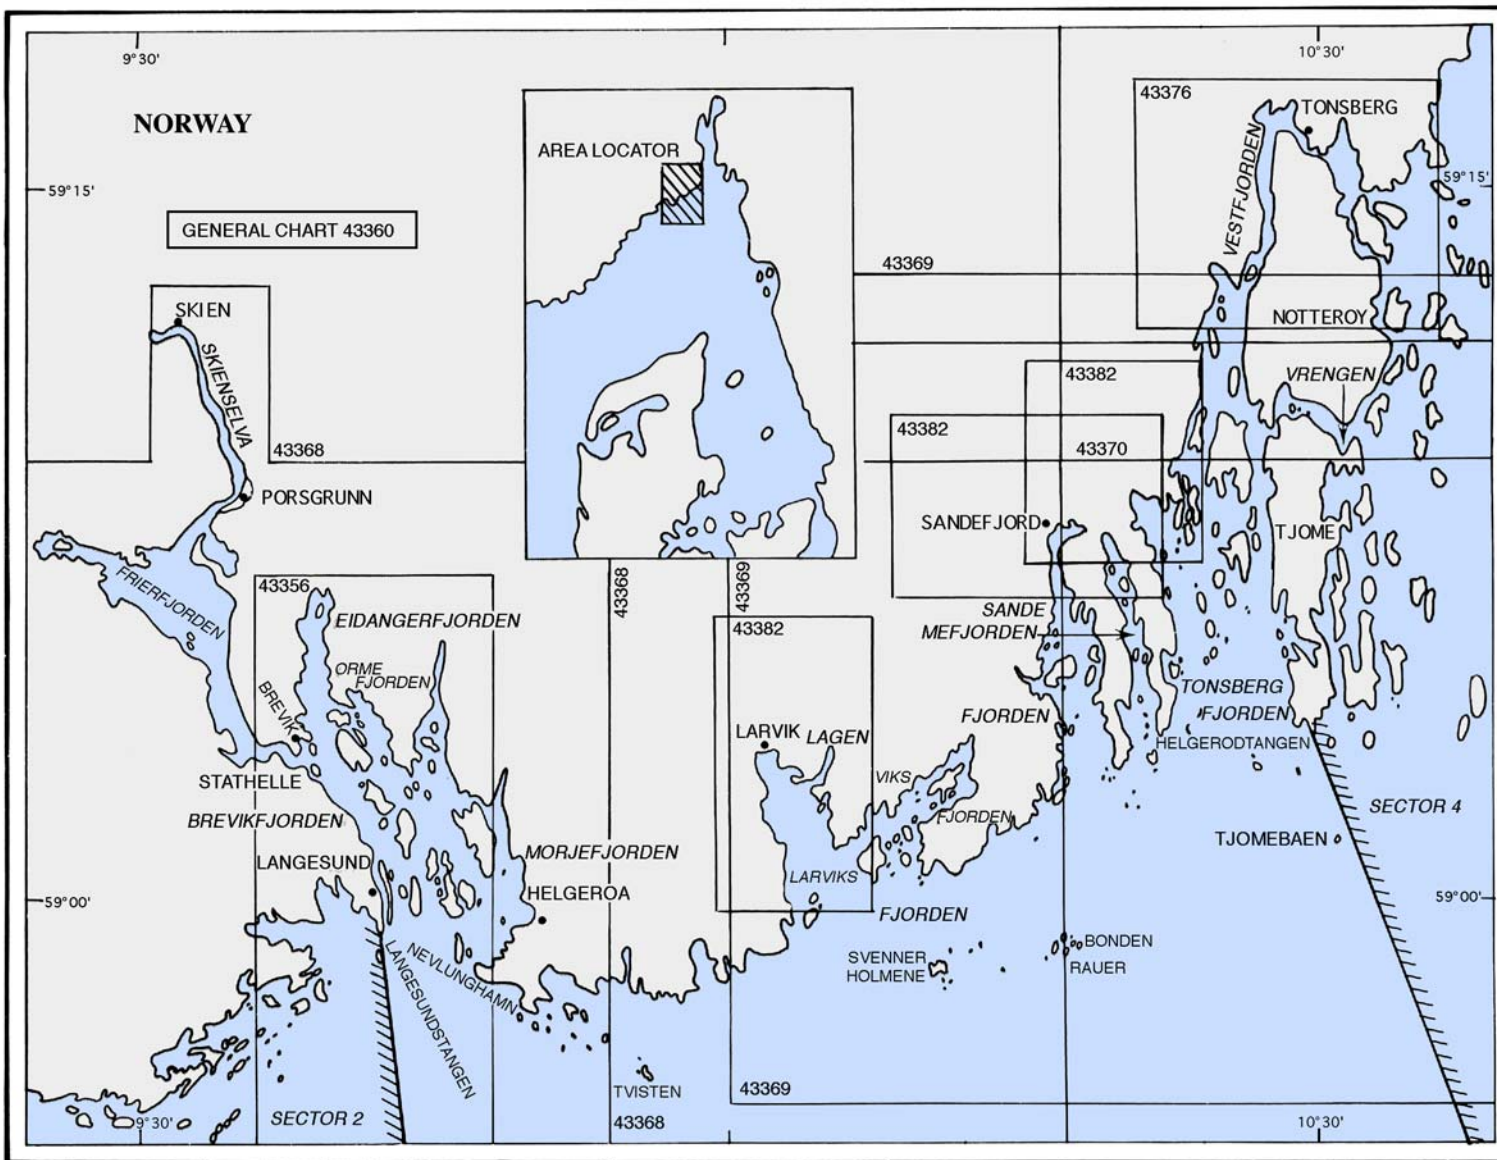 9°30'
10°30'
NORWAY
43376
TONSBERG
AREA LOCATOR
VESTFJORDEN
59°15'
59°15'
GENERAL CHART 43360
43369
SKIEN
NOTTEROY
SKIENSELVA
VRENGEN
43382
43382
43368
43370
PORSGRUNN
SANDEFJORD
TJOME
FRIERFJORDEN
43356
43368
43369
EIDANGERFJORDEN
SANDE
MEFJORDEN
43382
ORME
FJORDEN
TONSBERG
FJORDEN
BREVIK
FJORDEN
LARVIK
LAGEN
HELGERODTANGEN
STATHELLE
VIKS
FJORDEN
SECTOR 4
BREVIKFJORDEN
TJOMEBAEN
MORJEFJORDEN
LANGESUND
LARVIKS
FJORDEN
HELGEROA
59°00'
59°00'
NEVLUNGHAMN
LANGESUNDSTANGEN
SVENNER
HOLMENE
BONDEN
RAUER
TVISTEN
43369
SECTOR 2
9°30'
43368
10°30'